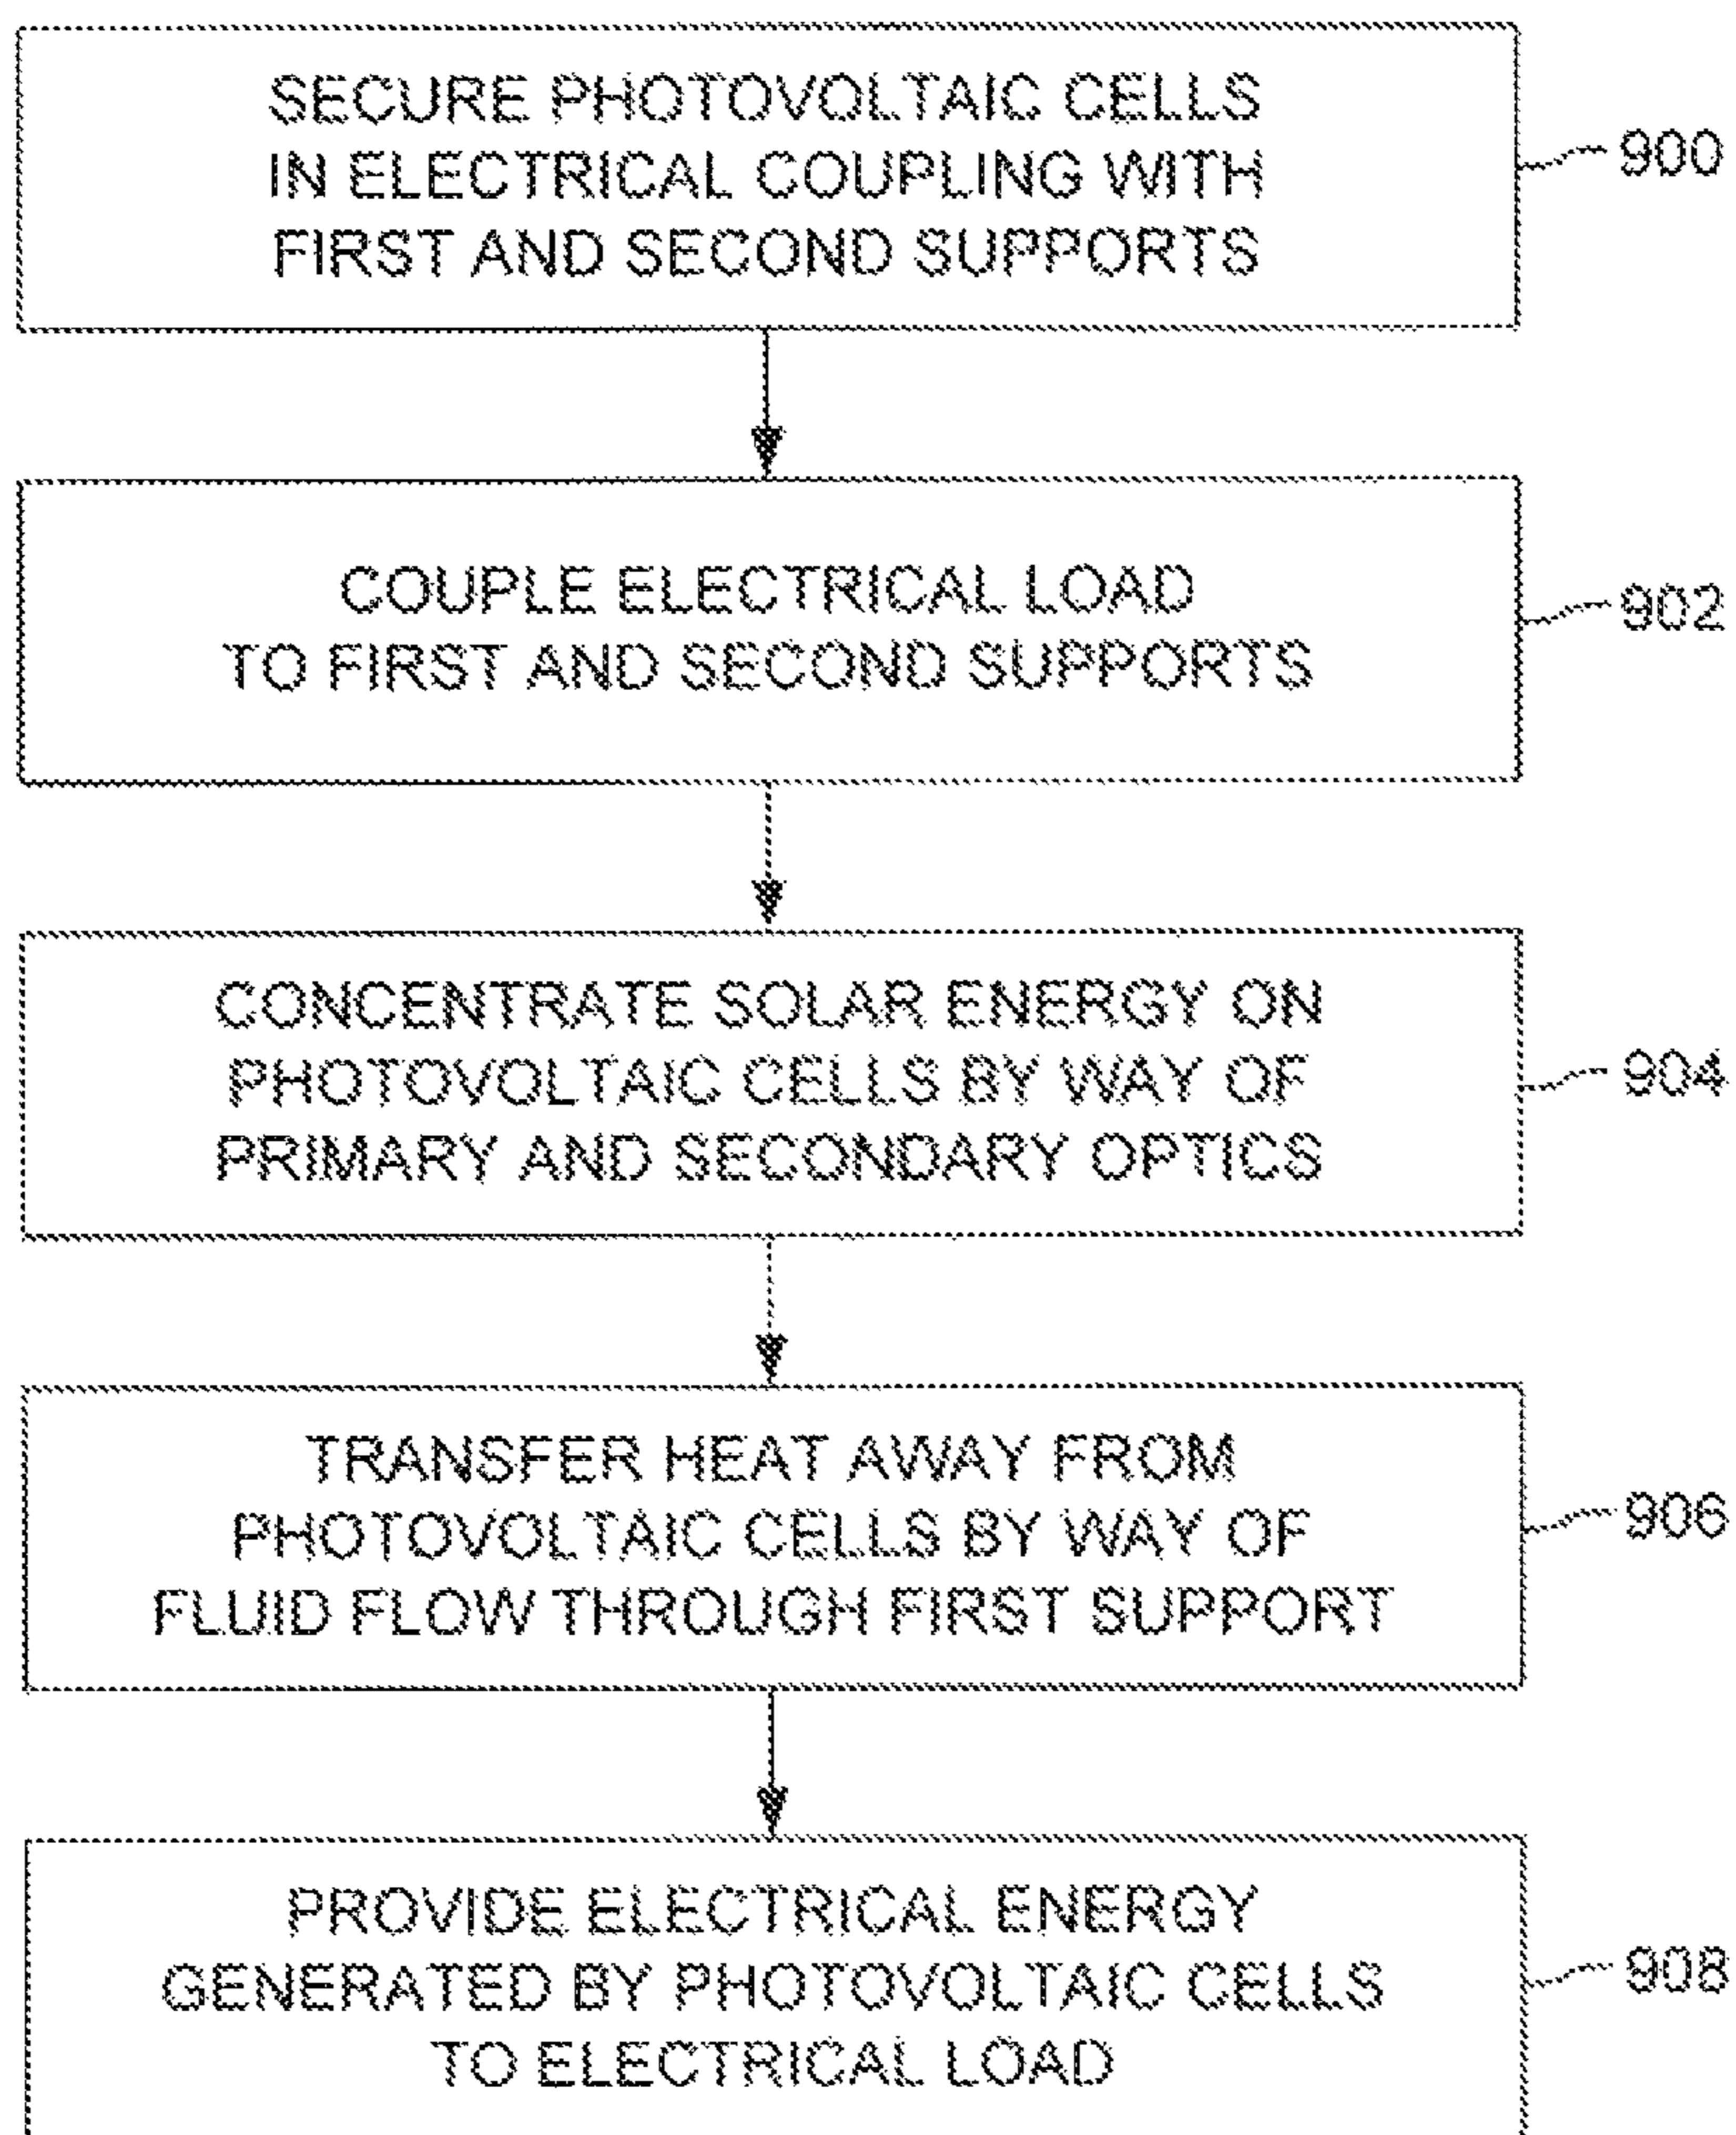 SECURE PHOTOVOLTAIC CELLS
IN ELECTRICAL COUPLING WITH
FIRST AND SECOND SUPPORTS
900
COUPLE ELECTRICAL LOAD
TO FIRST AND SECOND SUPPORTS
902
CONCENTRATE SOLAR ENERGY ON
PHOTOVOLTAIC CELLS BY WAY OF
PRIMARY AND SECONDARY OPTICS
904
TRANSFER HEAT AWAY FROM
PHOTOVOLTAIC CELLS BY WAY OF
FLUID FLOW THROUGH FIRST SUPPORT
906
PROVIDE ELECTRICAL ENERGY
GENERATED BY PHOTOVOLTAIC CELLS
TO ELECTRICAL LOAD
908